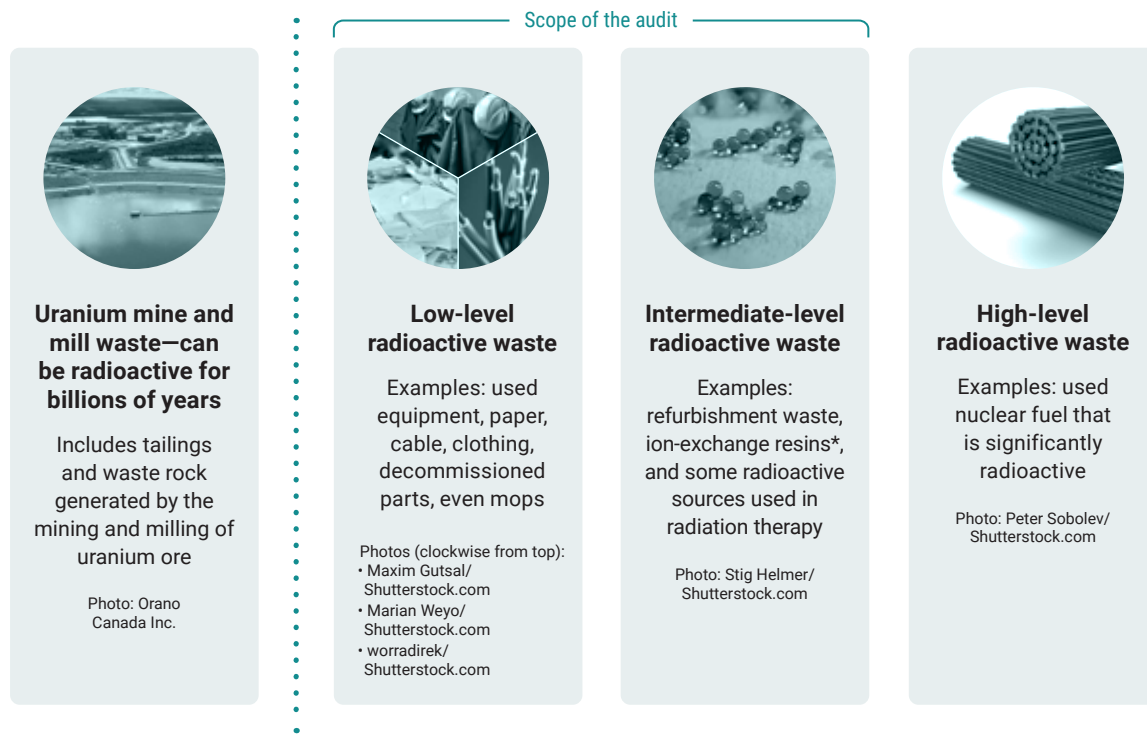 Scope of the audit
Uranium mine and
mill waste—can
be radioactive for
billions of years
Includes tailings
and waste rock
generated by the
mining and milling of
uranium ore
Photo: Orano
Canada Inc.
Low-level
radioactive waste
Examples: used
equipment, paper,
cable, clothing,
decommissioned
parts, even mops
Photos (clockwise from top):
• Maxim Gutsal/
Shutterstock.com
• Marian Weyo/
Shutterstock.com
• worradirek/
Shutterstock.com
Intermediate-level
radioactive waste
Examples:
refurbishment waste,
ion-exchange resins*,
and some radioactive
sources used in
radiation therapy
Photo: Stig Helmer/
Shutterstock.com
High-level
radioactive waste
Examples: used
nuclear fuel that
is significantly
radioactive
Photo: Peter Sobolev/
Shutterstock.com